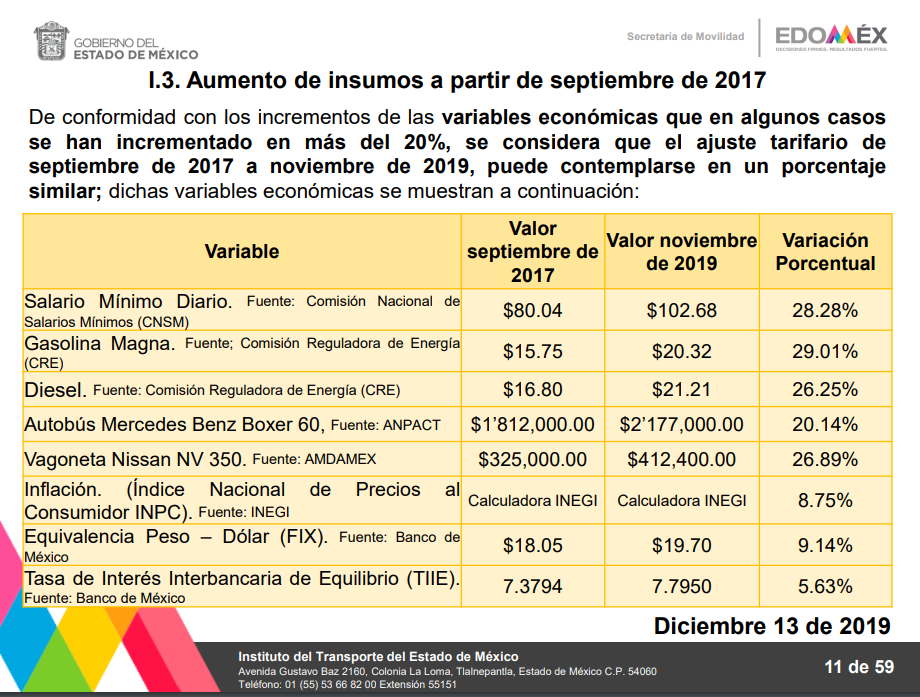 GOBIERNO DEL
ESTADO DE MÉXICO
Secretaría de Movilidad
EDOMÉX
DECISIONES FIRMES, RESULTADOS FUERTES.
I.3. Aumento de insumos a partir de septiembre de 2017
De conformidad con los incrementos de las variables económicas que en algunos casos
se han incrementado en más del 20%, se considera que el ajuste tarifario de
septiembre de 2017 a noviembre de 2019, puede contemplarse en un porcentaje
similar; dichas variables económicas se muestran a continuación:
Variable
Valor
septiembre de
2017
Valor noviembre
de 2019
Variación
Porcentual
Salario Mínimo Diario. Fuente: Comisión Nacional de
Salarios Mínimos (CNSM)
$80.04
$102.68
28.28%
Gasolina Magna. Fuente; Comisión Reguladora de Energía
(CRE)
$15.75
$20.32
29.01%
Diesel. Fuente: Comisión Reguladora de Energía (CRE)
$16.80
$21.21
26.25%
Autobús Mercedes Benz Boxer 60, Fuente: ANPACT
$1’812,000.00
$2’177,000.00
20.14%
Vagoneta Nissan NV 350. Fuente: AMDAMEX
$325,000.00
$412,400.00
26.89%
Inflación. (Índice Nacional de Precios al
Consumidor INPC). Fuente: INEGI
Calculadora INEGI
Calculadora INEGI
8.75%
Equivalencia Peso – Dólar (FIX). Fuente: Banco de
México
$18.05
$19.70
9.14%
Tasa de Interés Interbancaria de Equilibrio (TIIE).
Fuente: Banco de México
7.3794
7.7950
5.63%
Diciembre 13 de 2019
Instituto del Transporte del Estado de México
Avenida Gustavo Baz 2160, Colonia La Loma, Tlalnepantla, Estado de México C.P. 54060
Teléfono: 01 (55) 53 66 82 00 Extensión 55151
11 de 59